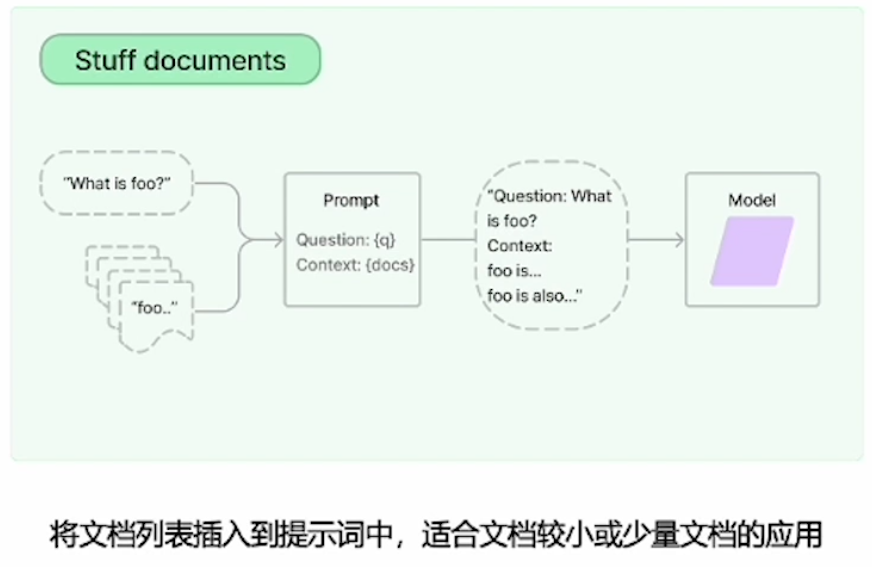 Stuff documents
“What is foo?”
“foo..”
Prompt
Question: {q}
Context: {docs}
“Question: What
is foo?
Context:
foo is...
foo is also...”
Model
将文档列表插入到提示词中，适合文档较小或少量文档的应用